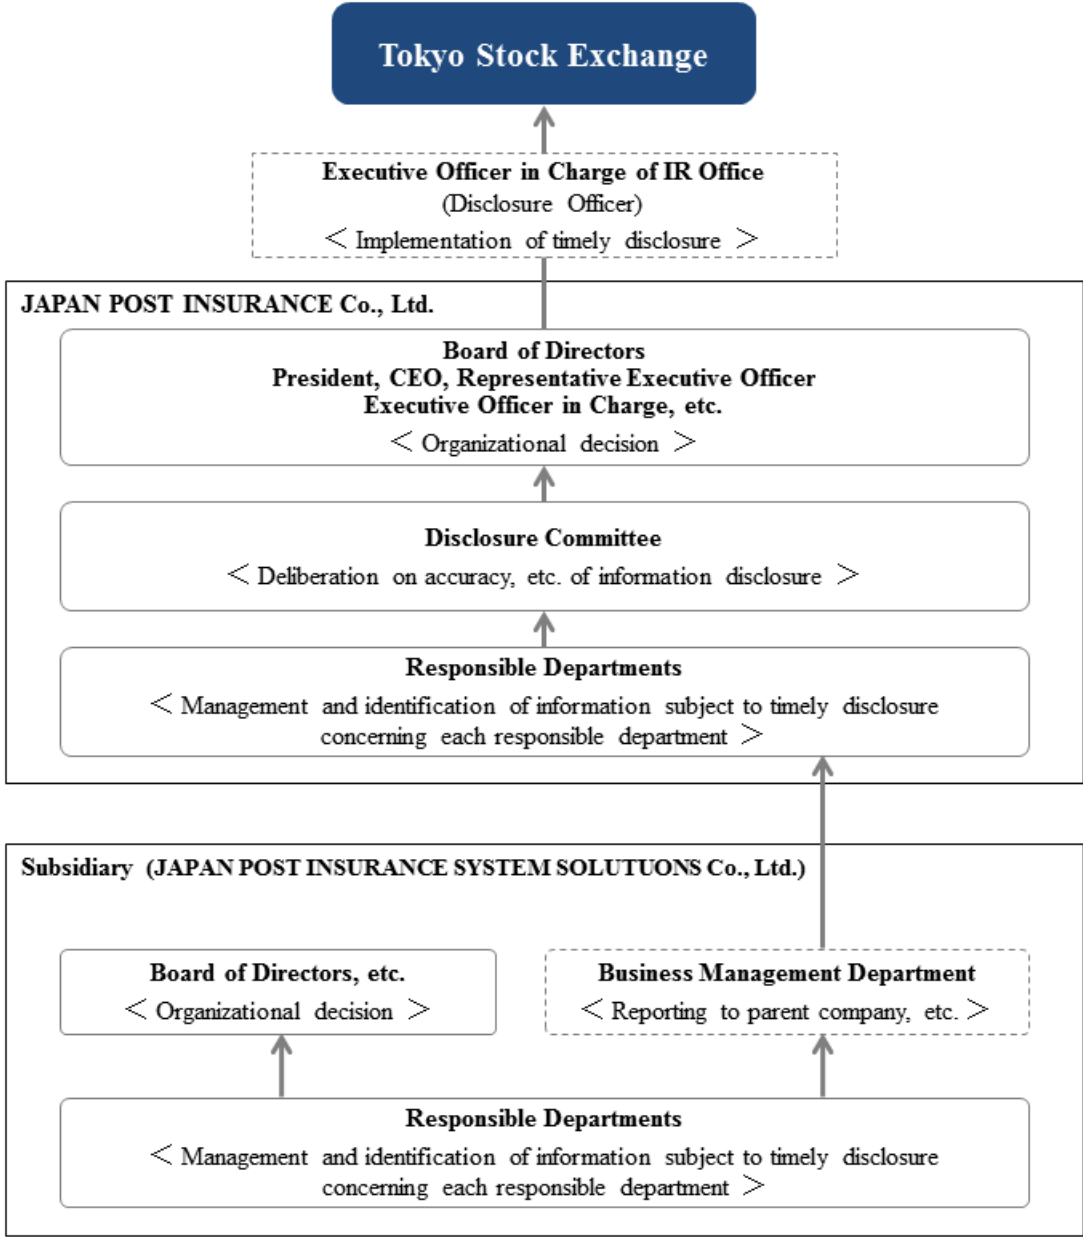 Tokyo Stock Exchange
Executive Officer in Charge of IR Office
(Disclosure Officer)
＜ Implementation of timely disclosure ＞
JAPAN POST INSURANCE Co., Ltd.
Board of Directors
President, CEO, Representative Executive Officer
Executive Officer in Charge, etc.
＜ Organizational decision ＞
Disclosure Committee
＜ Deliberation on accuracy, etc. of information disclosure ＞
Responsible Departments
＜ Management and identification of information subject to timely disclosure
concerning each responsible department ＞
Subsidiary (JAPAN POST INSURANCE SYSTEM SOLUTUONS Co., Ltd.)
Board of Directors, etc.
＜ Organizational decision ＞
Business Management Department
＜ Reporting to parent company, etc. ＞
Responsible Departments
＜ Management and identification of information subject to timely disclosure
concerning each responsible department ＞